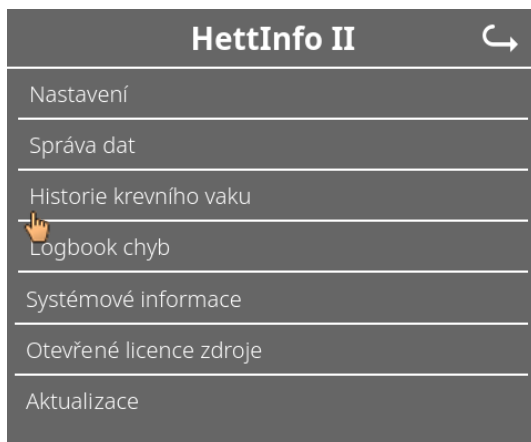 HettInfo II
Nastavení
Správa dat
Historie krevního vaku
Logbook chyb
Systémové informace
Otevřené licence zdroje
Aktualizace